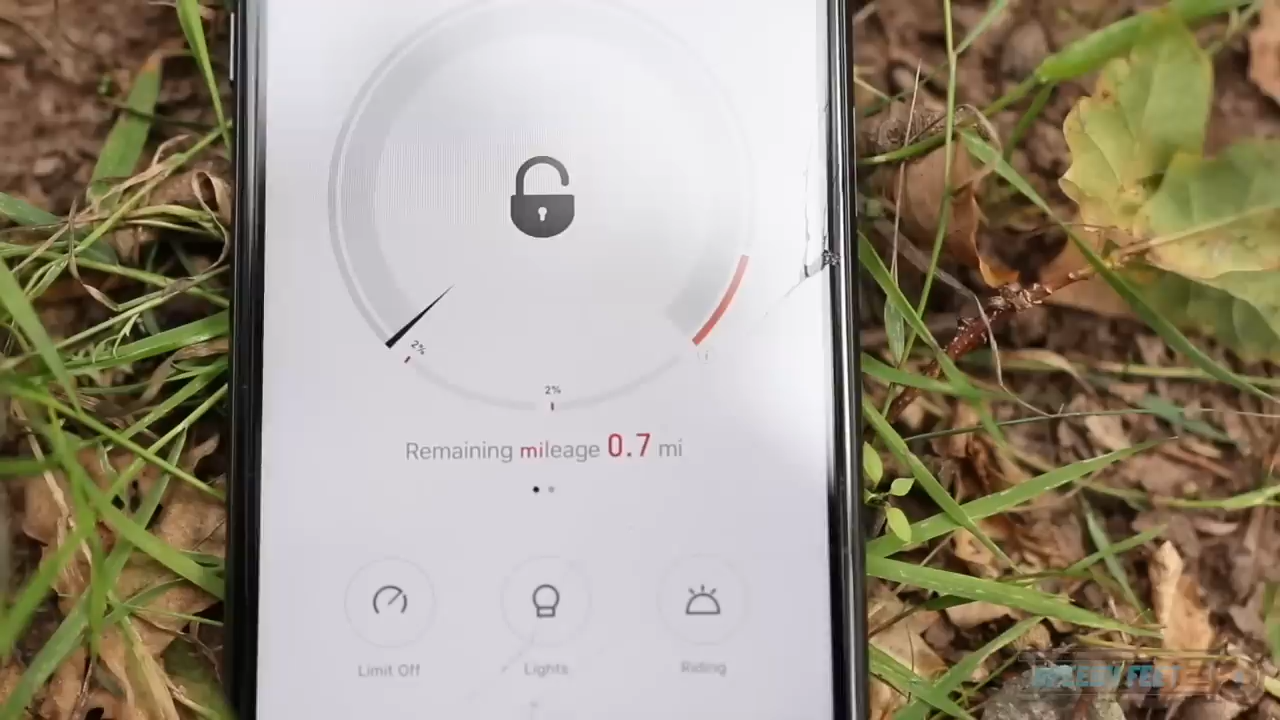 2%
2%
Remaining mileage 0.7 mi
Limit Off
Lights
Riding